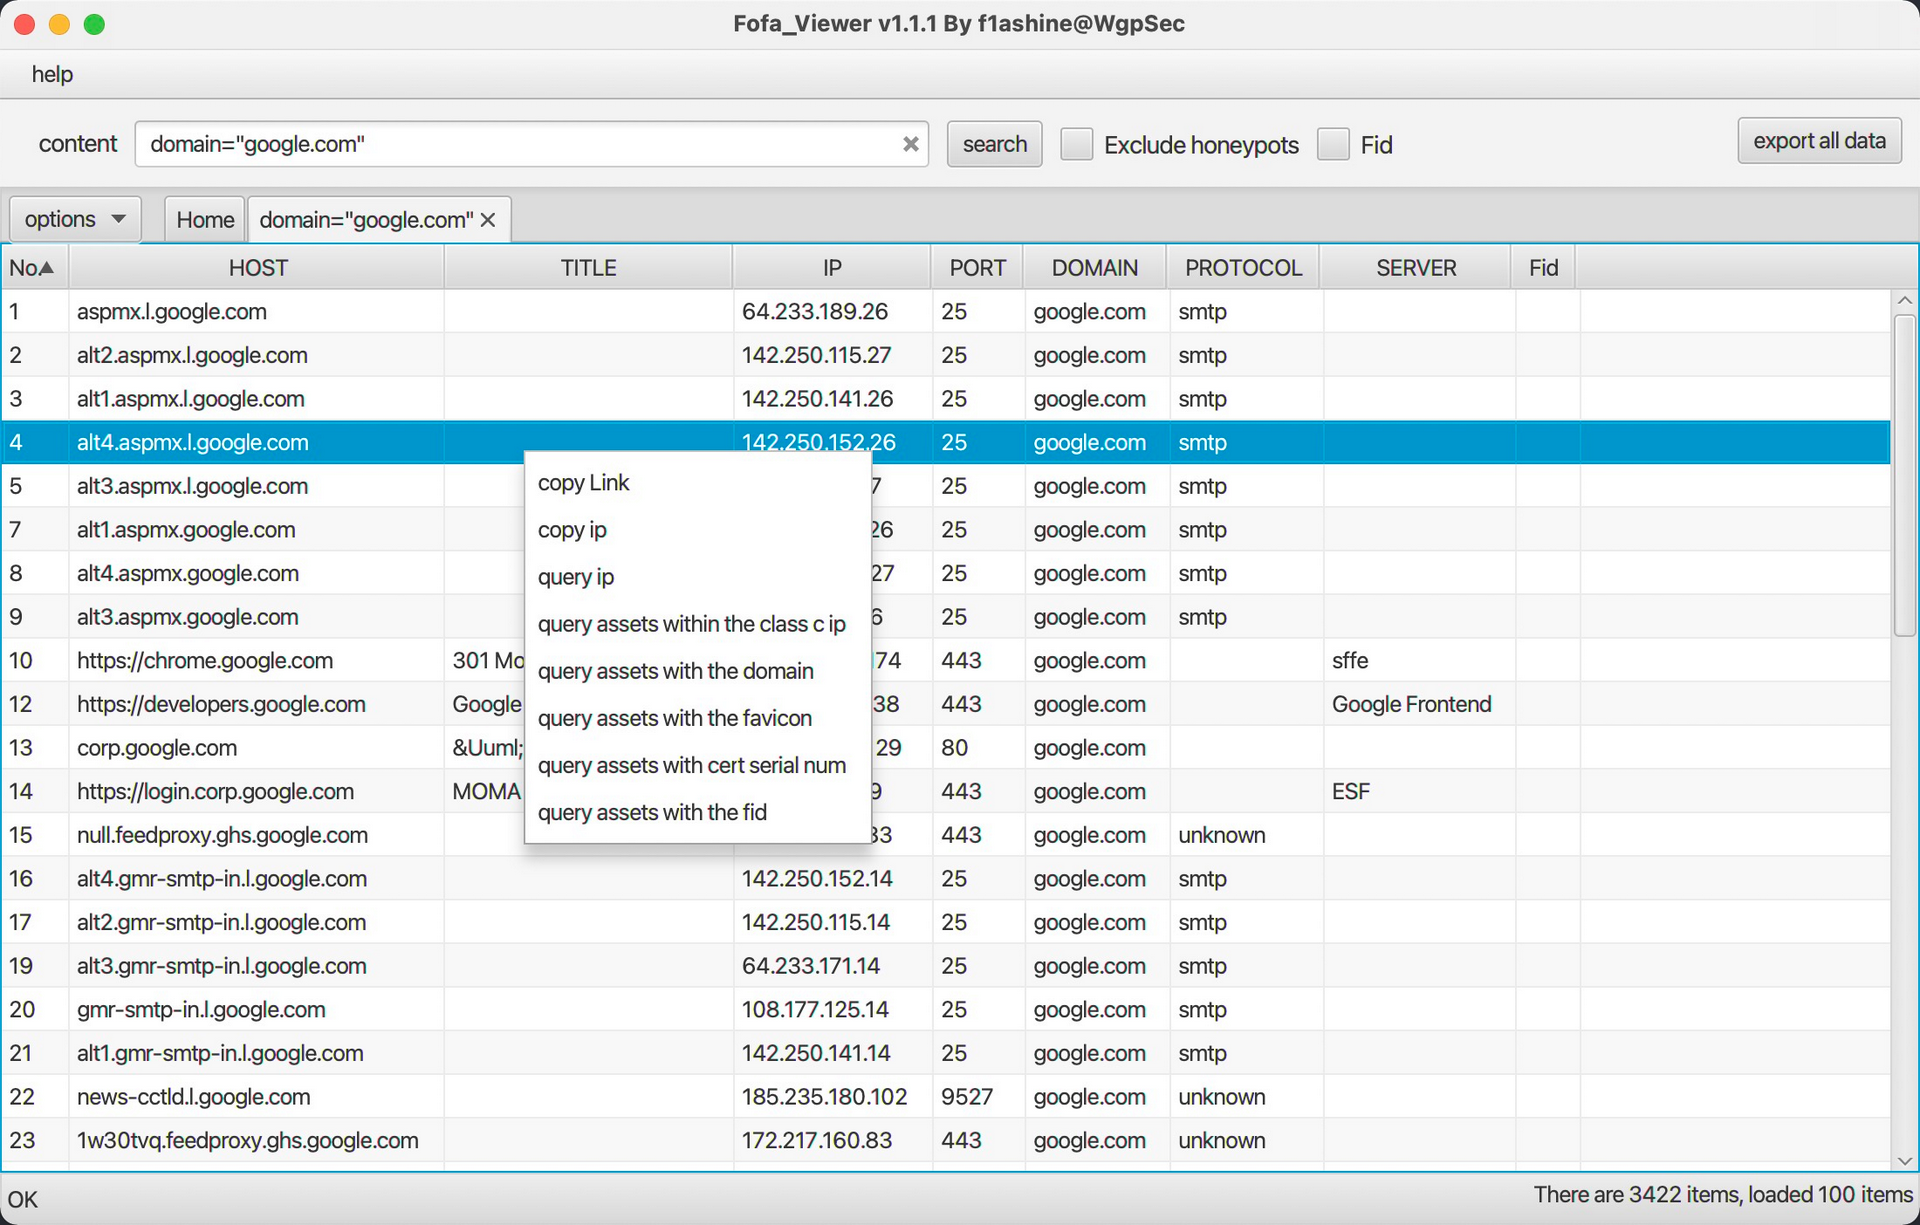 Fofa_Viewer v1.1.1 By f1ashine@WgpSec
help
content domain="google.com" search Exclude honeypots Fid export all data
options Home domain="google.com"
No. HOST TITLE IP PORT DOMAIN PROTOCOL SERVER Fid
1 aspmx.l.google.com 64.233.189.26 25 google.com smtp
2 alt2.aspmx.l.google.com 142.250.115.27 25 google.com smtp
3 alt1.aspmx.l.google.com 142.250.141.26 25 google.com smtp
4 alt4.aspmx.l.google.com 142.250.152.26 25 google.com smtp
copy Link
copy ip
query ip
query assets within the class c ip
query assets with the domain
query assets with the favicon
query assets with cert serial num
query assets with the fid
5 alt3.aspmx.l.google.com 7 25 google.com smtp
7 alt1.aspmx.google.com 26 25 google.com smtp
8 alt4.aspmx.google.com 27 25 google.com smtp
9 alt3.aspmx.google.com 6 25 google.com smtp
10 https://chrome.google.com 301 Mo 174 443 google.com sffe
12 https://developers.google.com Google 38 443 google.com Google Frontend
13 corp.google.com &Uuml; 29 80 google.com
14 https://login.corp.google.com MOMA 9 443 google.com ESF
15 null.feedproxy.ghs.google.com 33 443 google.com unknown
16 alt4.gmr-smtp-in.l.google.com 142.250.152.14 25 google.com smtp
17 alt2.gmr-smtp-in.l.google.com 142.250.115.14 25 google.com smtp
19 alt3.gmr-smtp-in.l.google.com 64.233.171.14 25 google.com smtp
20 gmr-smtp-in.l.google.com 108.177.125.14 25 google.com smtp
21 alt1.gmr-smtp-in.l.google.com 142.250.141.14 25 google.com smtp
22 news-cctld.l.google.com 185.235.180.102 9527 google.com unknown
23 1w30tvq.feedproxy.ghs.google.com 172.217.160.83 443 google.com unknown
OK There are 3422 items, loaded 100 items